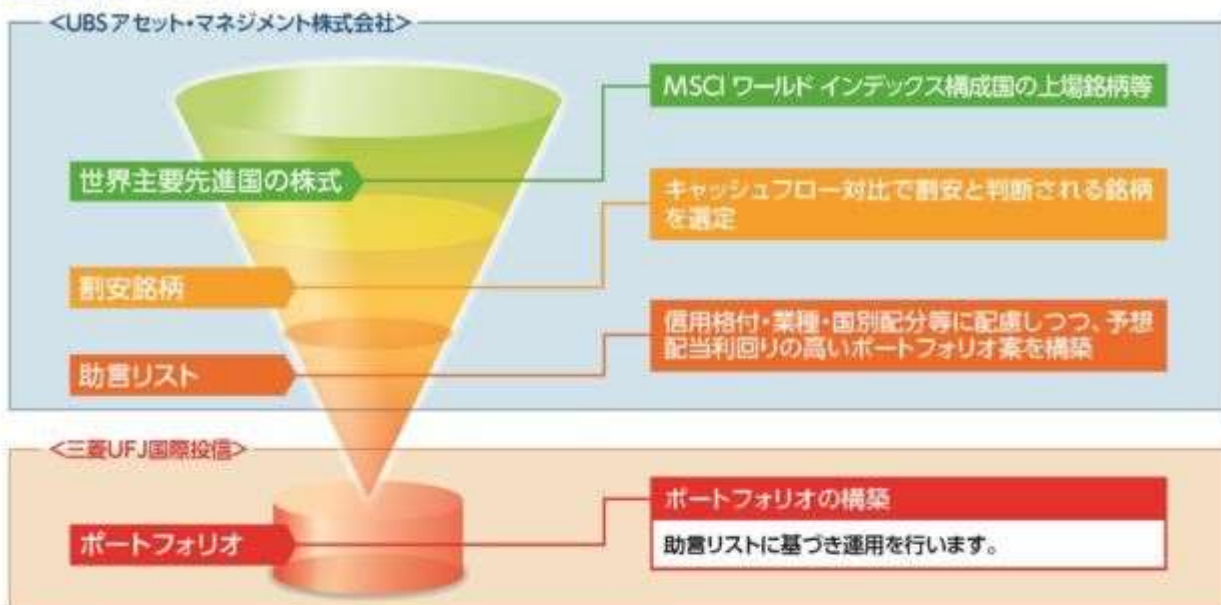 <UBSアセット・マネジメント株式会社>
MSCI ワールド インデックス構成国の上場銘柄等
世界主要先進国の株式
キャッシュフロー対比で割安と判断される銘柄
を選定
割安銘柄
信用格付・業種・国別配分等に配慮しつつ、予想
配当利回りの高いポートフォリオ案を構築
助言リスト
<三菱UFJ国際投信>
ポートフォリオの構築
ポートフォリオ
助言リストに基づき運用を行います。